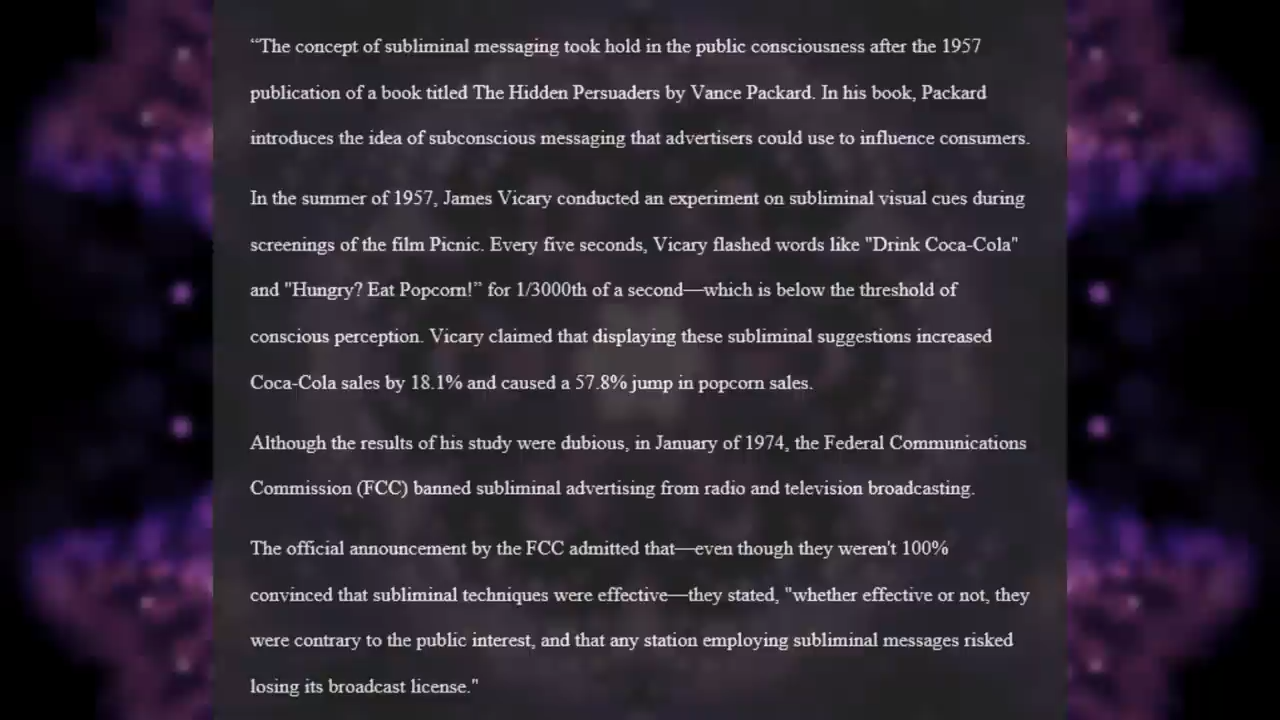 “The concept of subliminal messaging took hold in the public consciousness after the 1957
publication of a book titled The Hidden Persuaders by Vance Packard. In his book, Packard
introduces the idea of subconscious messaging that advertisers could use to influence consumers.
In the summer of 1957, James Vicary conducted an experiment on subliminal visual cues during
screenings of the film Picnic. Every five seconds, Vicary flashed words like "Drink Coca-Cola"
and "Hungry? Eat Popcorn!” for 1/3000th of a second—which is below the threshold of
conscious perception. Vicary claimed that displaying these subliminal suggestions increased
Coca-Cola sales by 18.1% and caused a 57.8% jump in popcorn sales.
Although the results of his study were dubious, in January of 1974, the Federal Communications
Commission (FCC) banned subliminal advertising from radio and television broadcasting.
The official announcement by the FCC admitted that—even though they weren't 100%
convinced that subliminal techniques were effective—they stated, "whether effective or not, they
were contrary to the public interest, and that any station employing subliminal messages risked
losing its broadcast license."